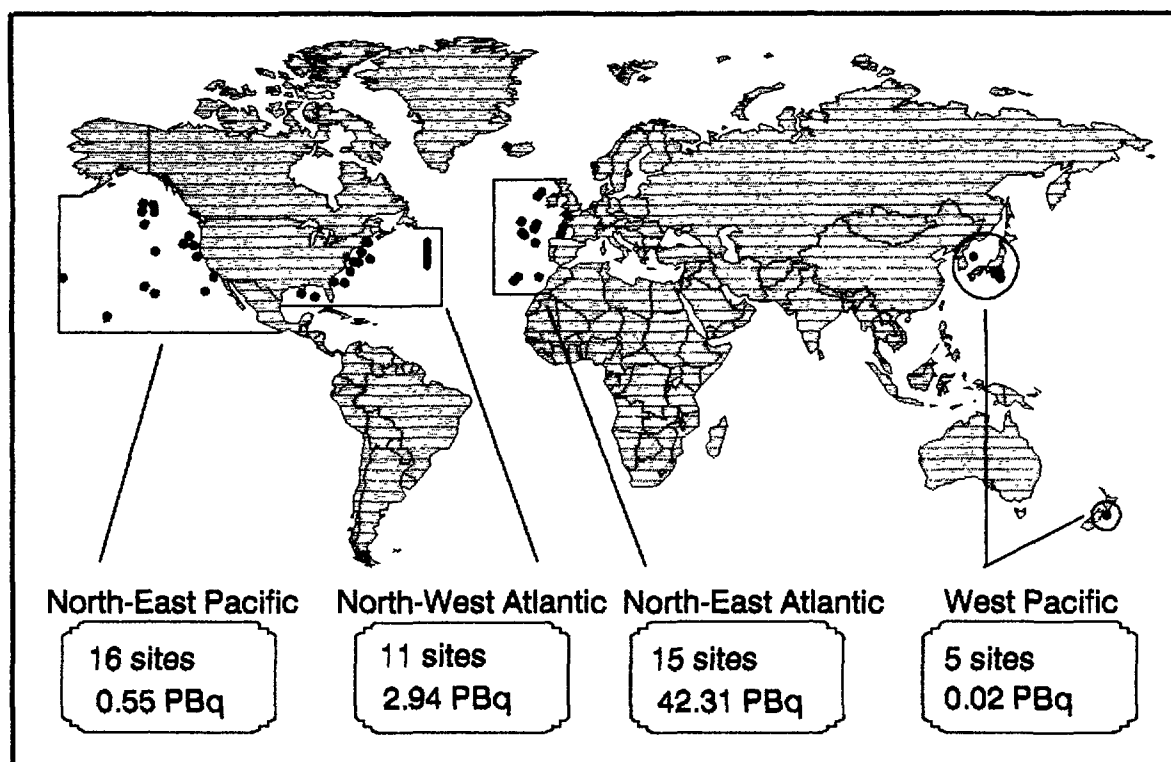 North-East Pacific
16 sites
0.55 PBq
North-West Atlantic
11 sites
2.94 PBq
North-East Atlantic
15 sites
42.31 PBq
West Pacific
5 sites
0.02 PBq